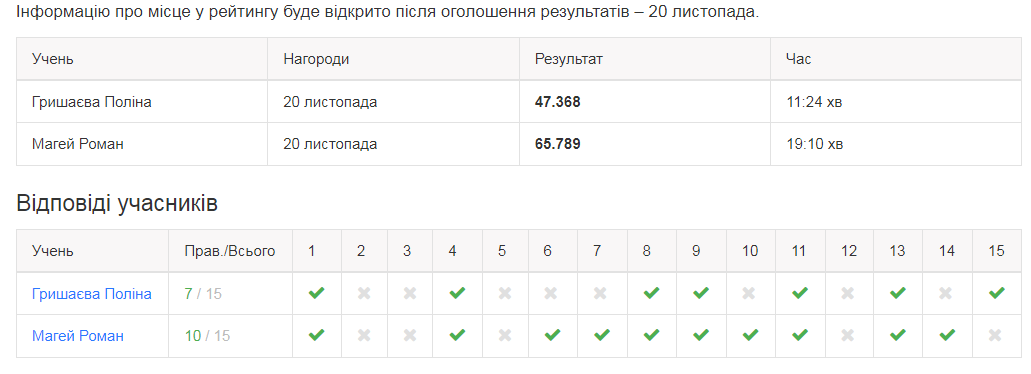 Інформацію про місце у рейтингу буде відкрито після оголошення результатів – 20 листопада.
Учень Нагороди Результат Час
Гришаєва Поліна 20 листопада 47.368 11:24 хв
Магей Роман 20 листопада 65.789 19:10 хв
Відповіді учасників
Учень Прав./Всього 1 2 3 4 5 6 7 8 9 10 11 12 13 14 15
Гришаєва Поліна 7 / 15
Магей Роман 10 / 15